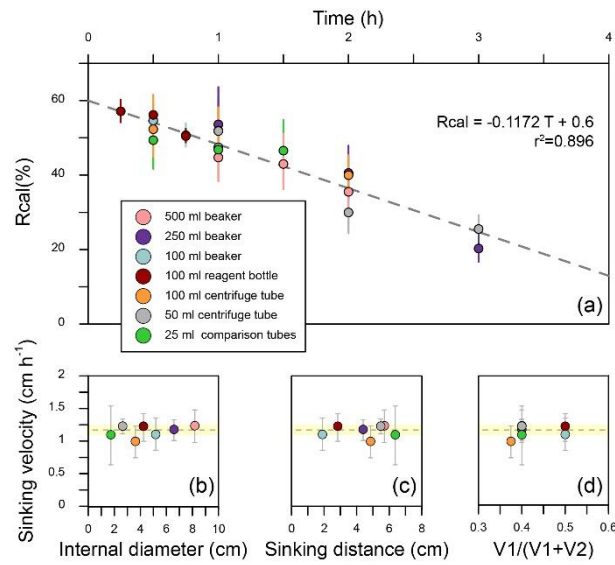 Time (h)
0 1 2 3 4
60
40
20
0
Rcal(%)
Rcal = -0.1172 T + 0.6
r²=0.896
500 ml beaker
250 ml beaker
100 ml beaker
100 ml reagent bottle
100 ml centrifuge tube
50 ml centrifuge tube
25 ml comparison tubes
(a)
Sinking velocity (cm h⁻¹)
2
1.5
1
0.5
0
(b)
(c)
(d)
0 2 4 6 8 10
0 2 4 6 8
0.3 0.4 0.5 0.6
Internal diameter (cm)
Sinking distance (cm)
V1/(V1+V2)